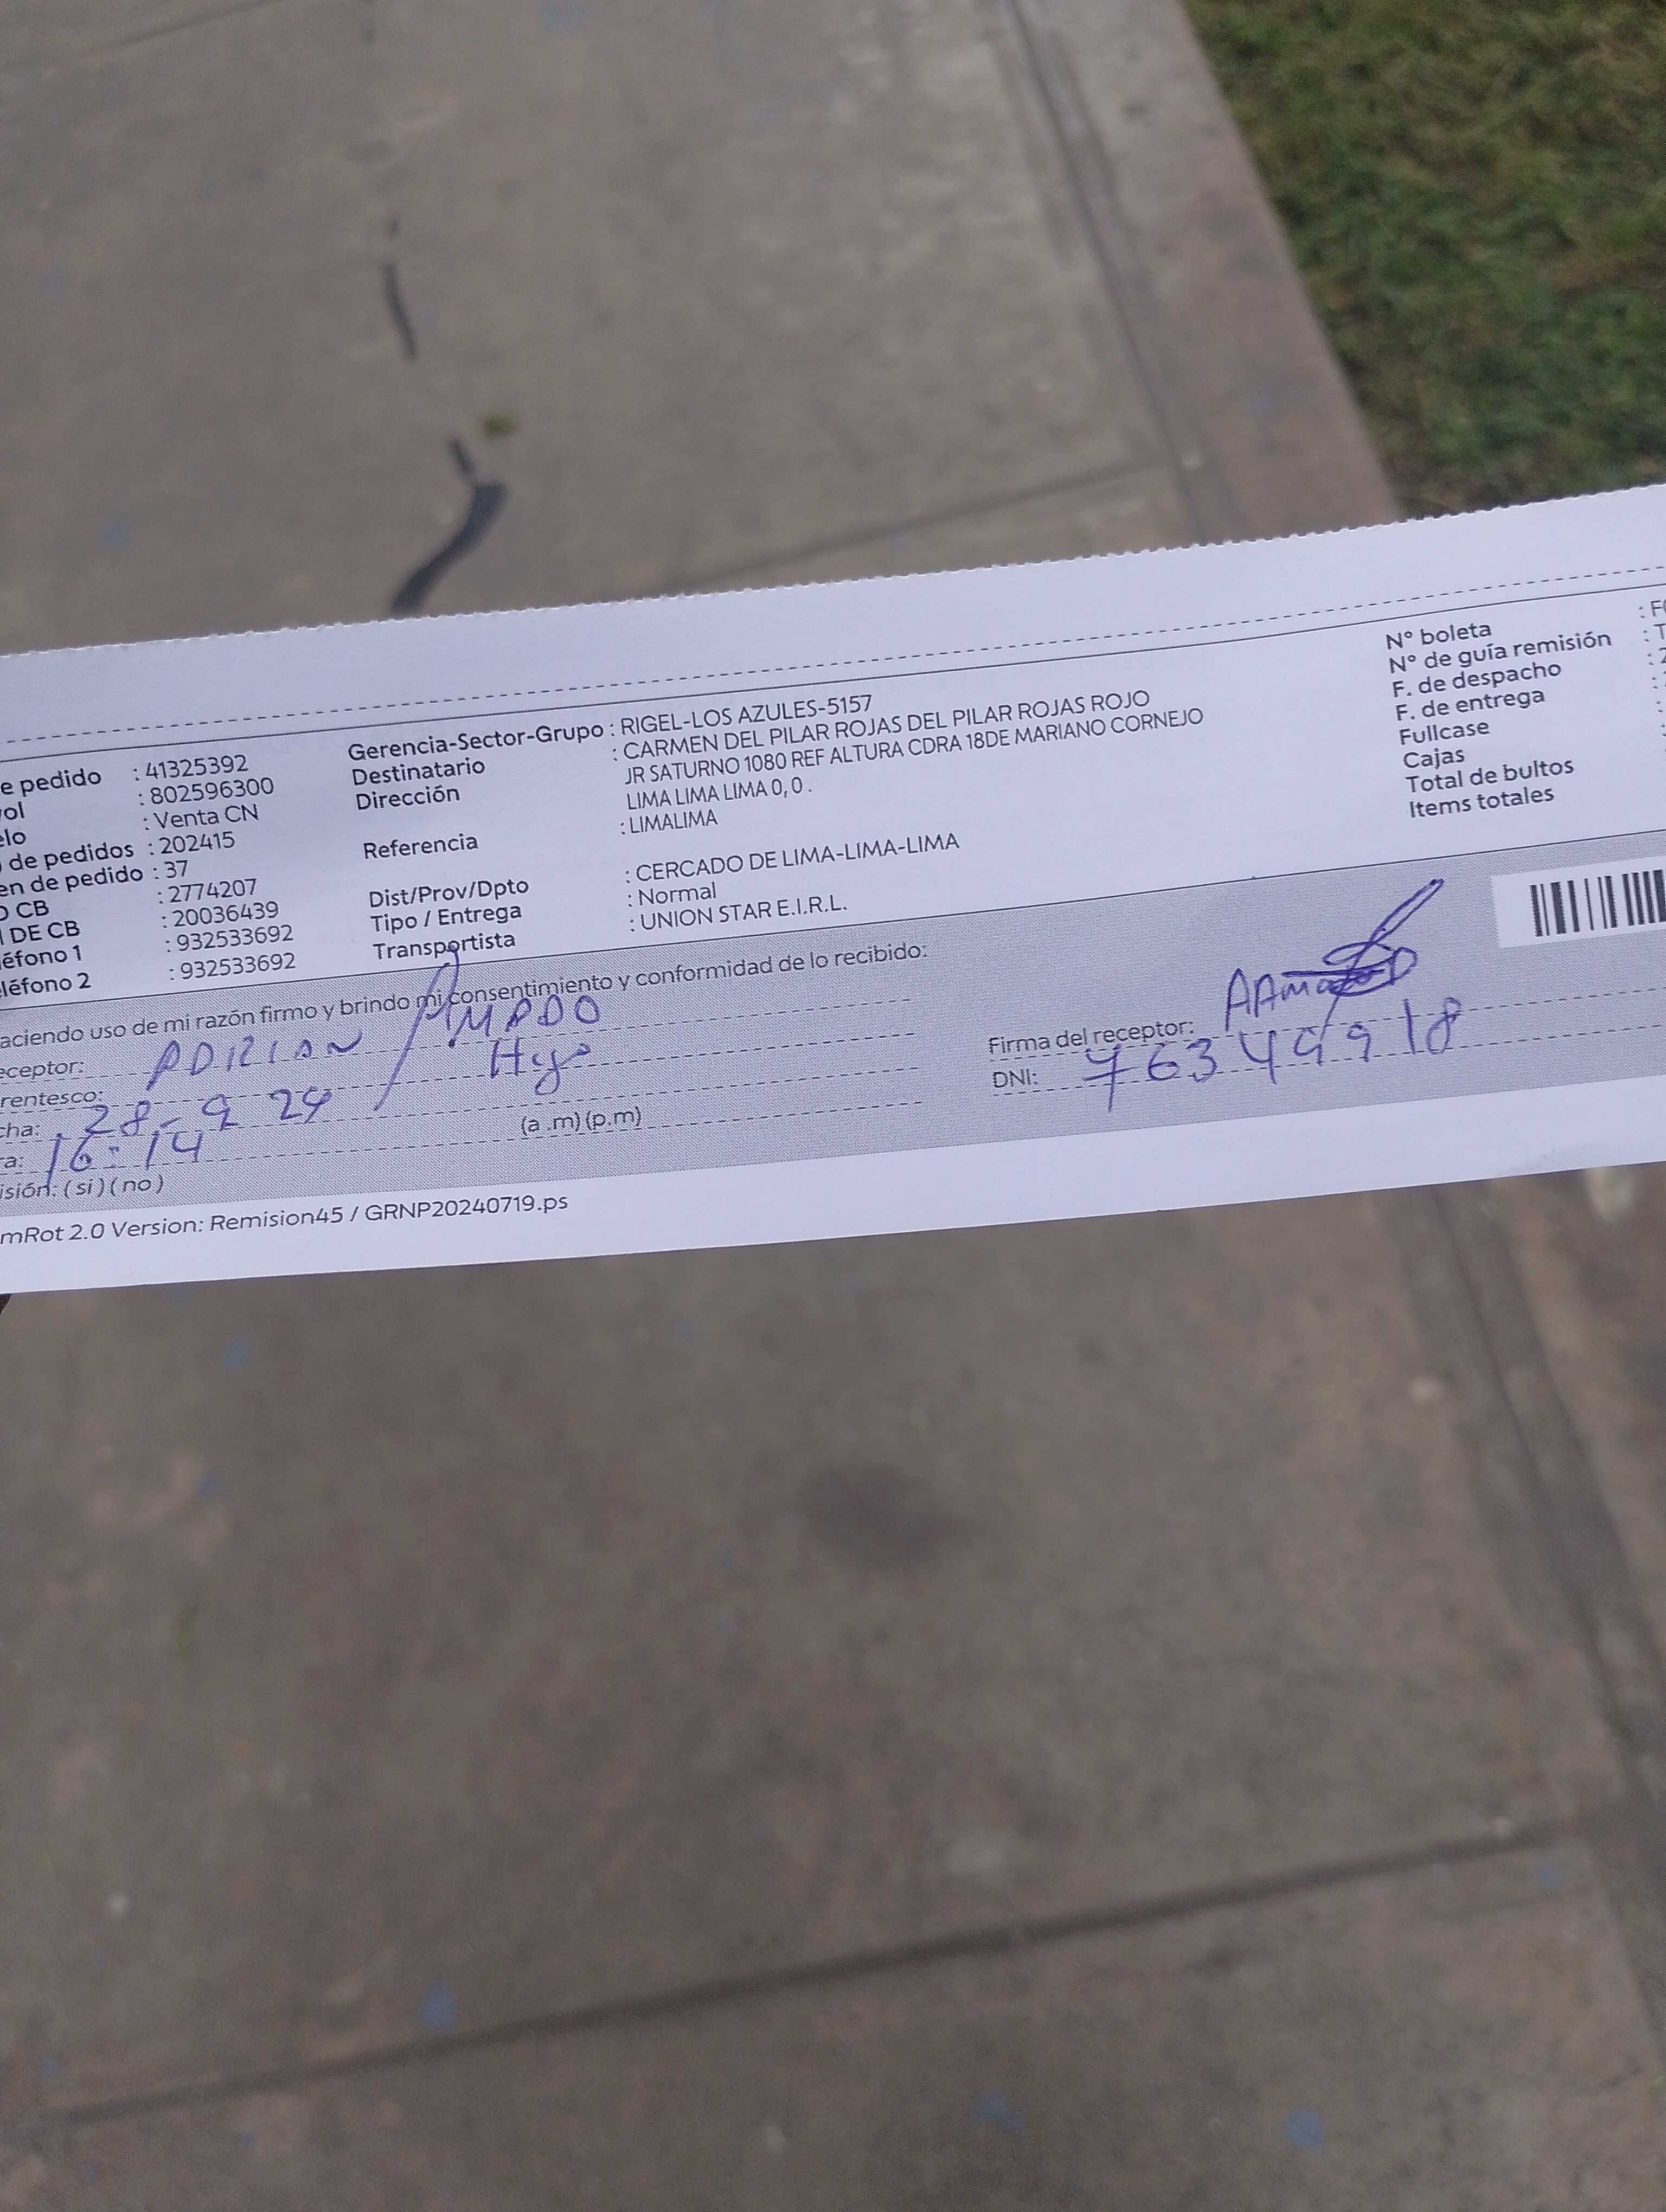 e pedido : 41325392
ol : 802596300
elo : Venta CN
de pedidos : 202415
en de pedido : 37
O CB : 2774207
DE CB : 20036439
éfono 1 : 932533692
léfono 2 : 932533692
Gerencia-Sector-Grupo : RIGEL-LOS AZULES-5157
Destinatario : CARMEN DEL PILAR ROJAS DEL PILAR ROJAS ROJO
Dirección JR SATURNO 1080 REF ALTURA CDRA 18DE MARIANO CORNEJO
LIMA LIMA LIMA 0, 0 .
Referencia : LIMALIMA
Dist/Prov/Dpto : CERCADO DE LIMA-LIMA-LIMA
Tipo / Entrega : Normal
Transportista : UNION STAR E.I.R.L.
N° boleta : F
N° de guía remisión : T
F. de despacho : 2
F. de entrega :
Fullcase :
Cajas :
Total de bultos
Items totales
aciendo uso de mi razón firmo y brindo mi consentimiento y conformidad de lo recibido:
eceptor: ADRIAN AMADO
rentesco: Hijo
cha: 28-9 24
a: 16:14 (a .m) (p.m)
isión: ( si ) ( no )
Firma del receptor:
DNI: 76349918
mRot 2.0 Version: Remision45 / GRNP20240719.ps